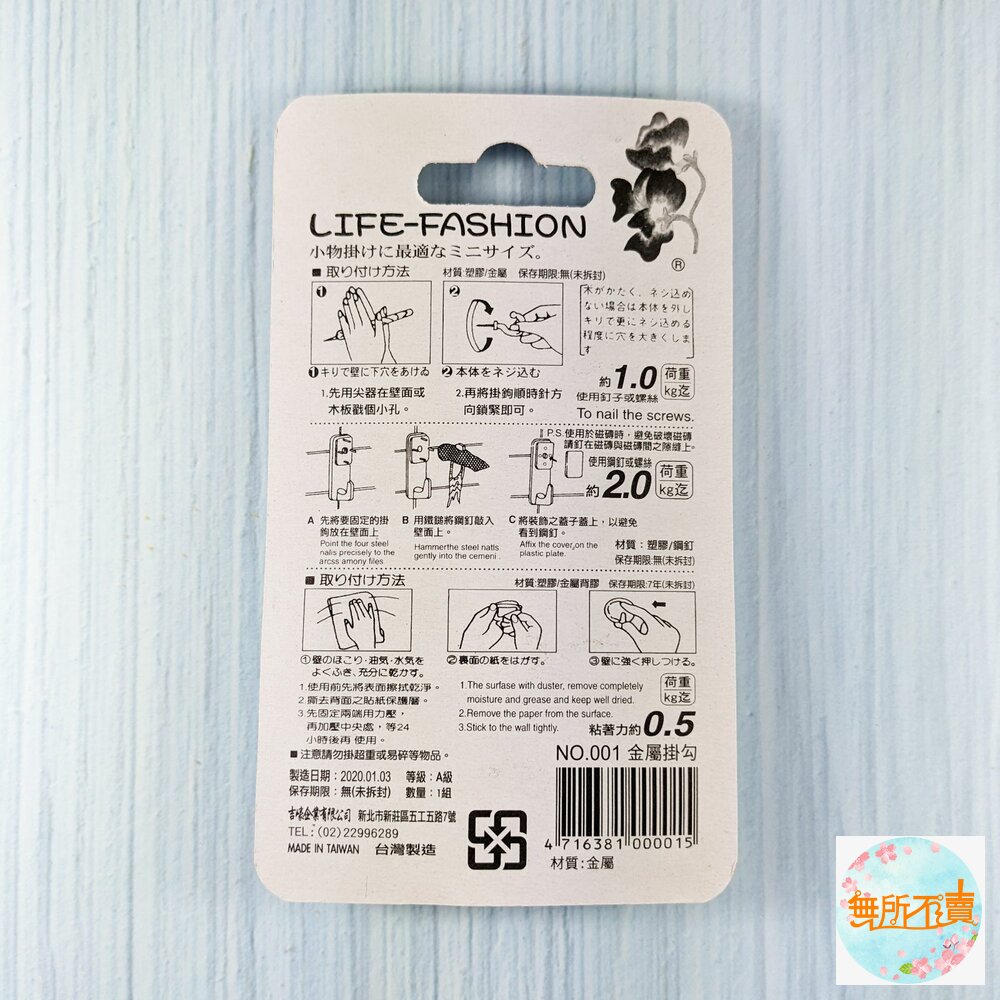 LIFE-FASHION
小物掛けに最適なミニサイズ。
®
■ 取り付け方法
材質:塑膠/金屬 保存期限:無(未拆封)
❶
❷
木がかたく、ネジ込め
ない場合は本体を外し
キリで更にネジ込める
程度に穴を大きくしま
す
❶キリで壁に下穴をあけゐ
❷本体をネジ込む
1.先用尖器在壁面或
木板戳個小孔。
2.再將掛鉤順時針方
向鎖緊即可。
約1.0 荷重kg迄
使用釘子或螺絲
To nail the screws.
P.S.使用於磁磚時,避免破壞磁磚
請釘在磁磚與磁磚間之隙縫上。
使用鋼釘或螺絲
約2.0 荷重kg迄
A 先將要固定的掛
鉤放在壁面上
Point the four steel
nalis precisely to the
arcss amony files
B 用鐵鎚將鋼釘敲入
壁面上。
Hammerthe steel natls
gently into the cemeni .
C 將裝飾之蓋子蓋上,以避免
看到鋼釘。
Affix the cover,on the
plastic plate.
材質:塑膠/鋼釘
保存期限:無(未拆封)
■ 取り付け方法
材質:塑膠/金屬背膠 保存期限:7年(未拆封)
①壁のほこり·油気·水気を
よくふき、充分に乾かす。
②裏面の紙をはがす。
③壁に強く押しつける。
1.使用前先將表面擦拭乾淨。
2.撕去背面之貼紙保護層。
3.先固定兩端用力壓,
再加壓中央處,等24
小時後再 使用。
1.The surfase with duster, remove completely
moisture and grease and keep well dried.
2.Remove the paper from the surface.
3.Stick to the wall tightly.
荷重kg迄
粘著力約0.5
■注意請勿掛超重或易碎等物品。
NO.001 金屬掛勾
製造日期:2020.01.03 等級:A級
保存期限:無(未拆封) 數量:1組
企業有限公司 新北市新莊區五工五路7號
TEL:(02)22996289
MADE IN TAIWAN 台灣製造
4 716381 000015
材質:金屬
無所不賣